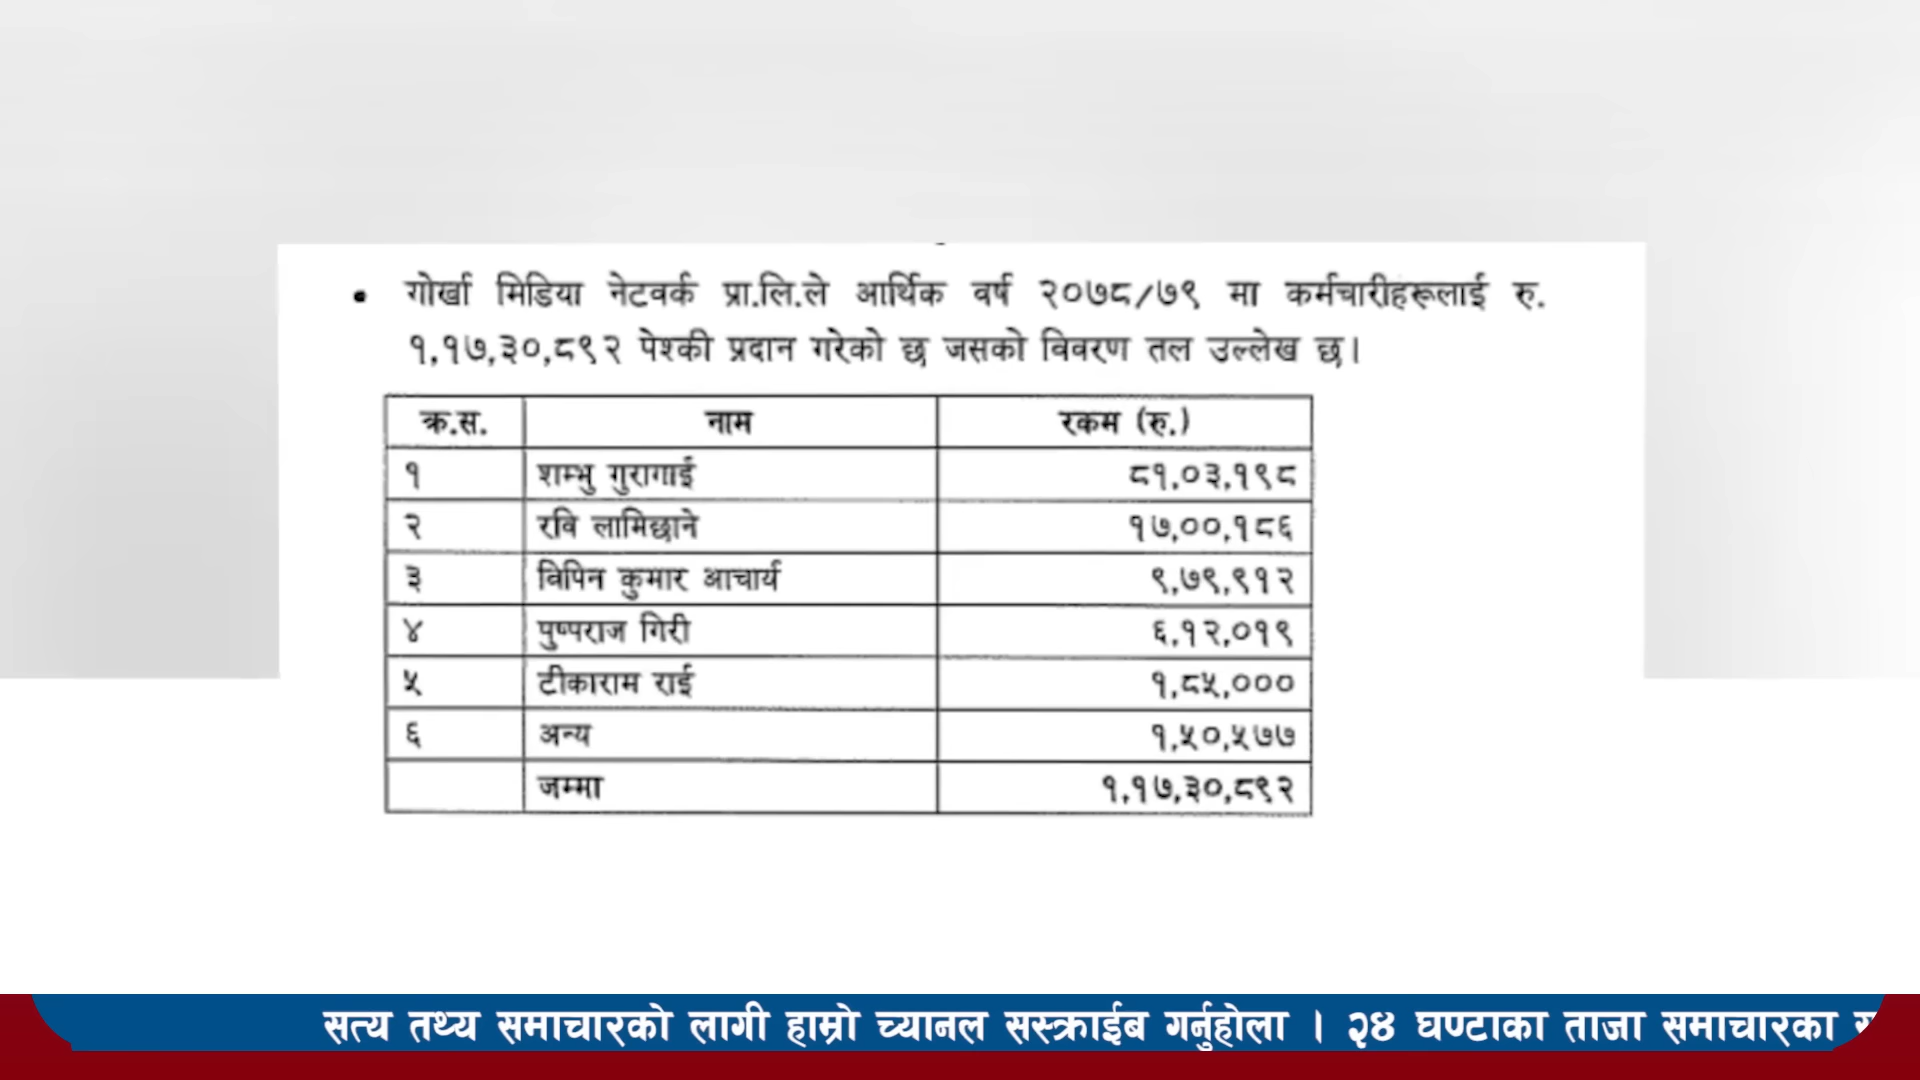 • गोर्खा मिडिया नेटवर्क प्रा.लि.ले आर्थिक वर्ष २०७८/७९ मा कर्मचारीहरूलाई रु.
१,१७,३०,८९२ पेश्की प्रदान गरेको छ जसको विवरण तल उल्लेख छ।
क्र.स. नाम रकम (रु.)
१ शम्भु गुरागाई ८१,०३,१९८
२ रवि लामिछाने १७,००,१८६
३ विपिन कुमार आचार्य ९,७९,९१२
४ पुष्पराज गिरी ६,१२,०१९
५ टीकाराम राई १,८५,०००
६ अन्य १,५०,५७७
जम्मा १,१७,३०,८९२
सत्य तथ्य समाचारको लागी हाम्रो च्यानल सस्क्राईब गर्नुहोला । २४ घण्टाका ताजा समाचारका